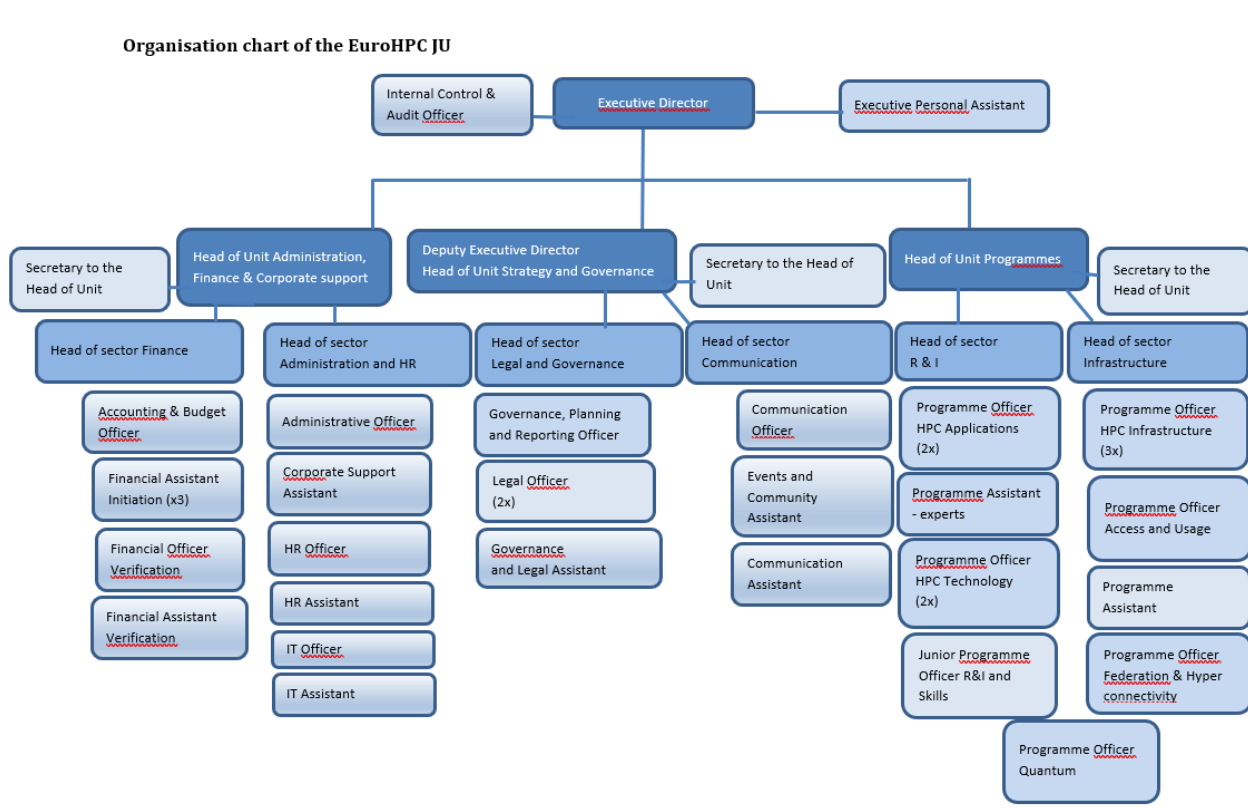 Organisation chart of the EuroHPC JU
Internal Control &
Audit Officer
Executive Director
Executive Personal Assistant
Secretary to the
Head of Unit
Head of Unit Administration,
Finance & Corporate support
Deputy Executive Director
Head of Unit Strategy and Governance
Secretary to the Head of
Unit
Head of Unit Programmes
Secretary to the
Head of Unit
Head of sector Finance
Accounting & Budget
Officer
Financial Assistant
Initiation (x3)
Financial Officer
Verification
Financial Assistant
Verification
Head of sector
Administration and HR
Administrative Officer
Corporate Support
Assistant
HR Officer
HR Assistant
IT Officer
IT Assistant
Head of sector
Legal and Governance
Governance, Planning
and Reporting Officer
Legal Officer
(2x)
Governance
and Legal Assistant
Head of sector
Communication
Communication
Officer
Events and
Community
Assistant
Communication
Assistant
Head of sector
R & I
Programme Officer
HPC Applications
(2x)
Programme Assistant
- experts
Programme Officer
HPC Technology
(2x)
Junior Programme
Officer R&I and
Skills
Head of sector
Infrastructure
Programme Officer
HPC Infrastructure
(3x)
Programme Officer
Access and Usage
Programme
Assistant
Programme Officer
Federation & Hyper
connectivity
Programme Officer
Quantum